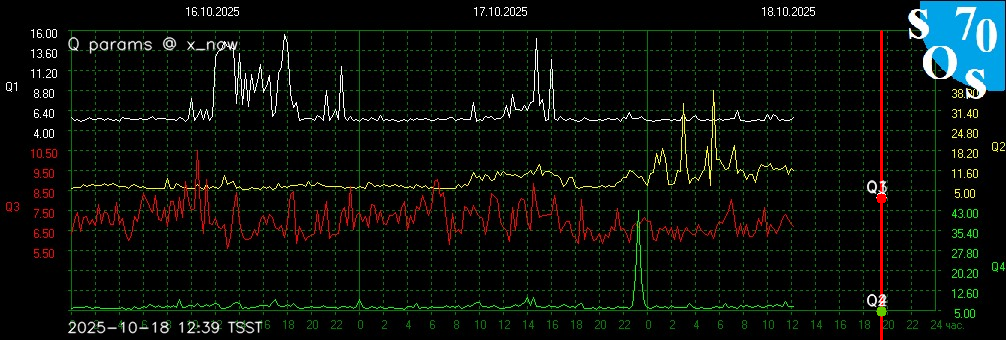 16.10.2025 17.10.2025 18.10.2025
S 70
O
S
Q params @ x_now
Q1
16.00
13.60
11.20
8.80
6.40
4.00
Q3
10.50
9.50
8.50
7.50
6.50
5.50
38.00
31.40
24.80
18.20
11.60
5.00
Q2
43.00
35.40
27.80
20.20
12.60
5.00
Q4
Q3
2025-10-18 12:39 TSST
16 18 20 22 0 2 4 6 8 10 12 14 16 18 20 22 0 2 4 6 8 10 12 14 16 18 20 22 24 час.